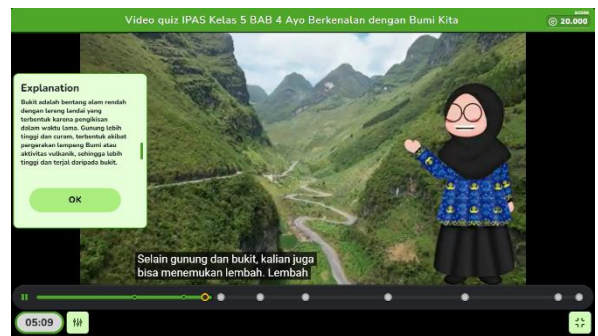 Video quiz IPAS Kelas 5 BAB 4 Ayo Berkenalan dengan Bumi Kita
SCORE
20.000
Explanation
Bukit adalah bentang alam rendah
dengan lereng landai yang
terbentuk karena pengikisan
dalam waktu lama. Gunung lebih
tinggi dan curam, terbentuk akibat
pergerakan lempeng Bumi atau
aktivitas vulkanik, sehingga lebih
tinggi dan terjal daripada bukit.
OK
Selain gunung dan bukit, kalian juga
bisa menemukan lembah. Lembah
05:09